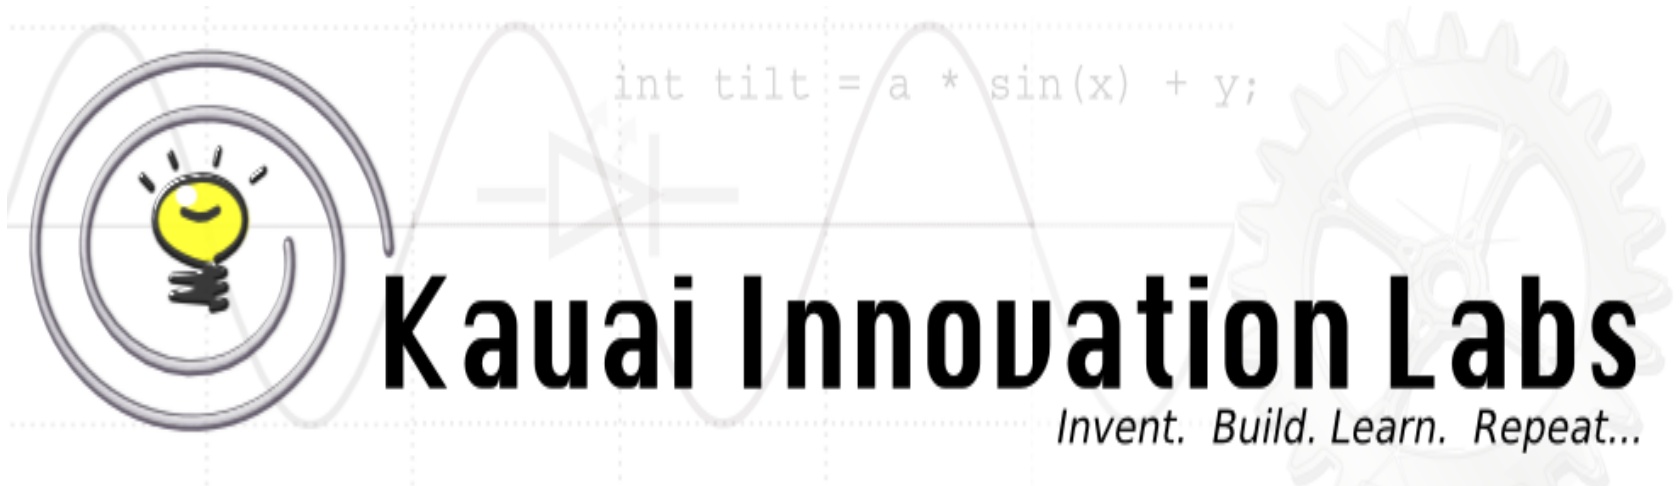 int tilt = a * sin(x) + y;
Kauai Innovation Labs
Invent. Build. Learn. Repeat...